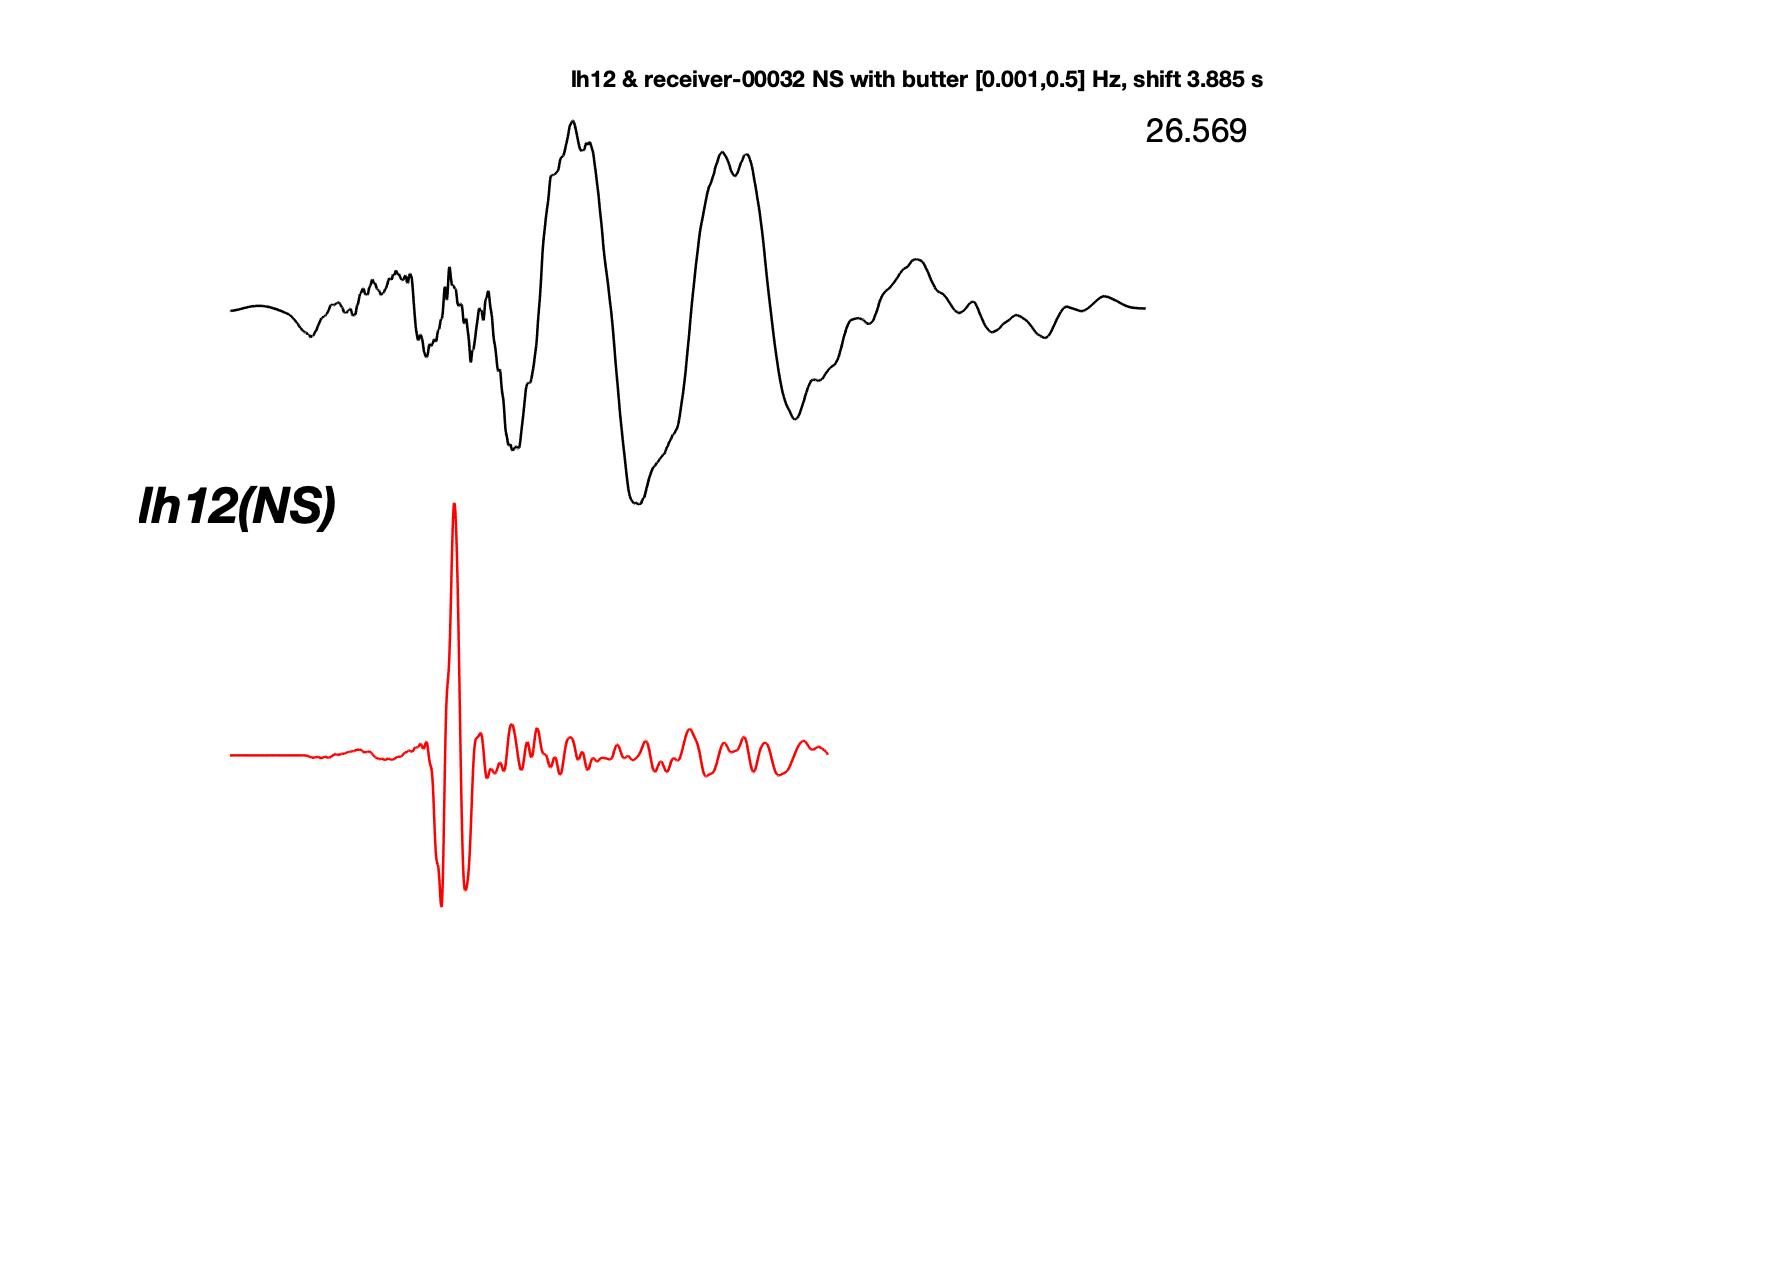 lh12 & receiver-00032 NS with butter [0.001,0.5] Hz, shift 3.885 s
26.569
lh12(NS)